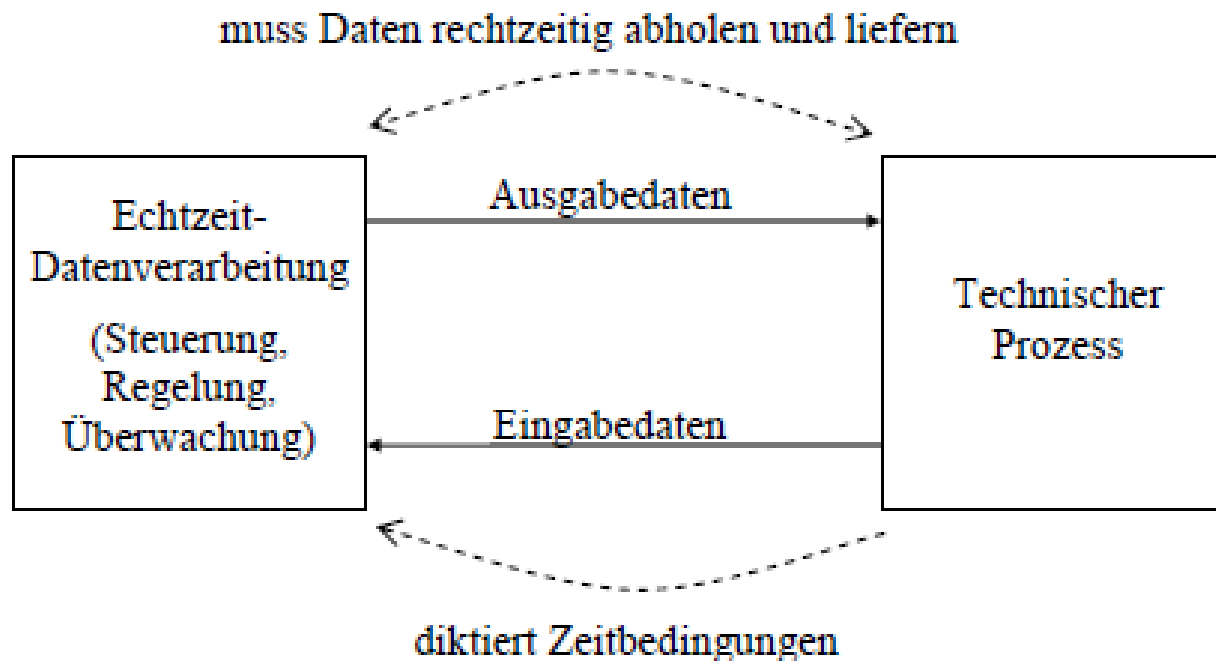 muss Daten rechtzeitig abholen und liefern
Ausgabedaten
Echtzeit-
Datenverarbeitung
(Steuerung,
Regelung,
Überwachung)
Technischer
Prozess
Eingabedaten
diktiert Zeitbedingungen